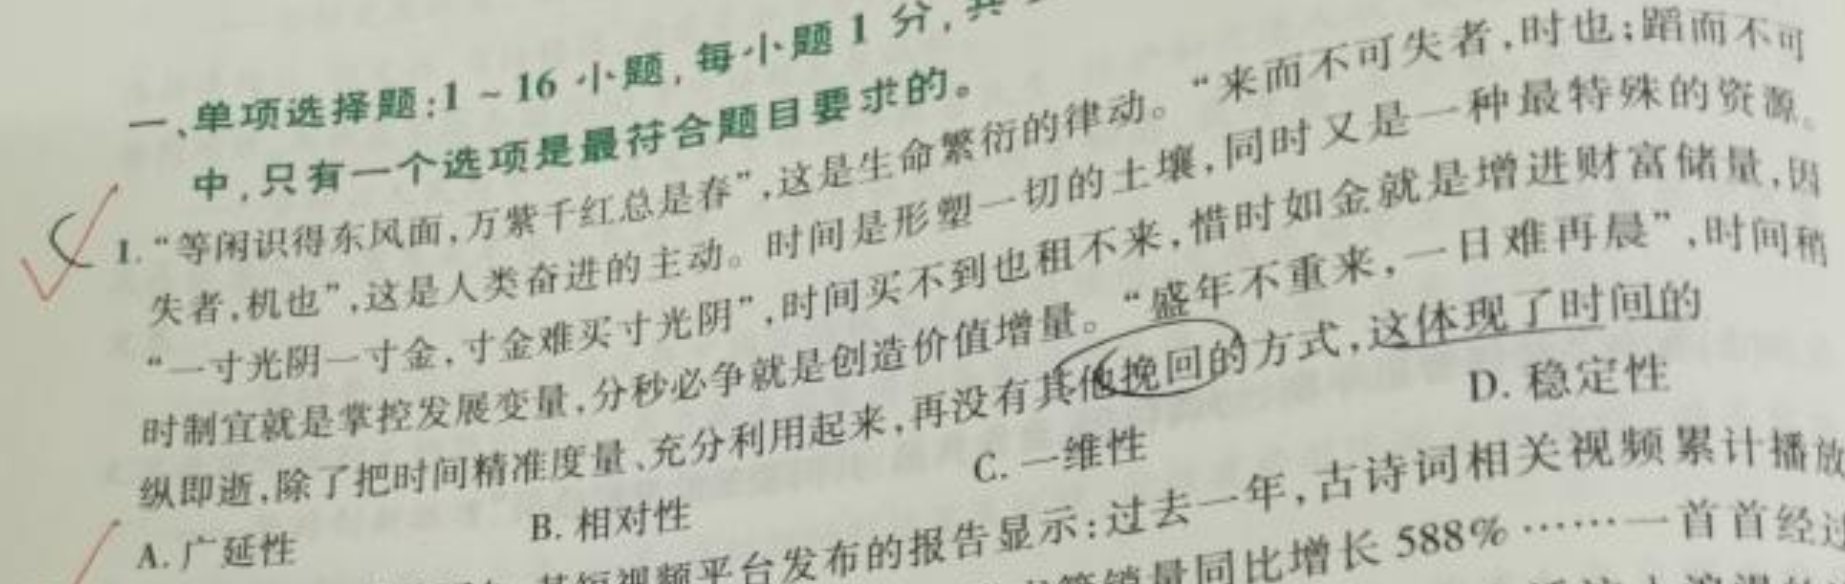 一、单项选择题:1~16小题,每小题1分,共
中,只有一个选项是最符合题目要求的。
C 1.“等闲识得东风面,万紫千红总是春”,这是生命繁衍的律动。“来而不可失者,时也;蹈而不可
失者,机也”,这是人类奋进的主动。时间是形塑一切的土壤,同时又是一种最特殊的资源。
“一寸光阴一寸金,寸金难买寸光阴”,时间买不到也租不来,惜时如金就是增进财富储量,因
时制宜就是掌控发展变量,分秒必争就是创造价值增量。“盛年不重来,一日难再晨”,时间稍
纵即逝,除了把时间精准度量、充分利用起来,再没有其他挽回的方式,这体现了时间的
A.广延性 B.相对性 C.一维性 D.稳定性
短视频平台发布的报告显示:过去一年,古诗词相关视频累计播放
销量同比增长588%……一首首经过